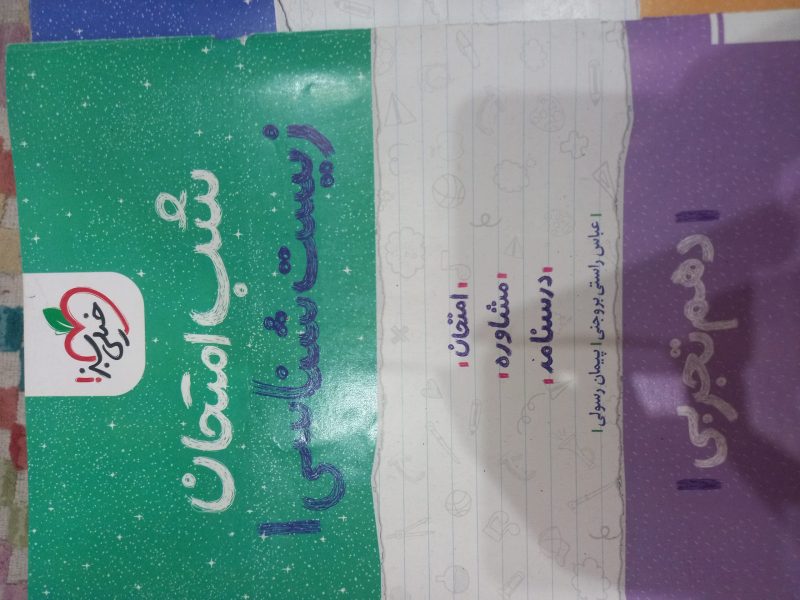 خیلی سبز!
شب امتحان
زیست شناسی ۱
امتحان
مشاوره
درسنامه
| عباس راستی بروجنی | پیمان رسولی |
| دهم تجربی |